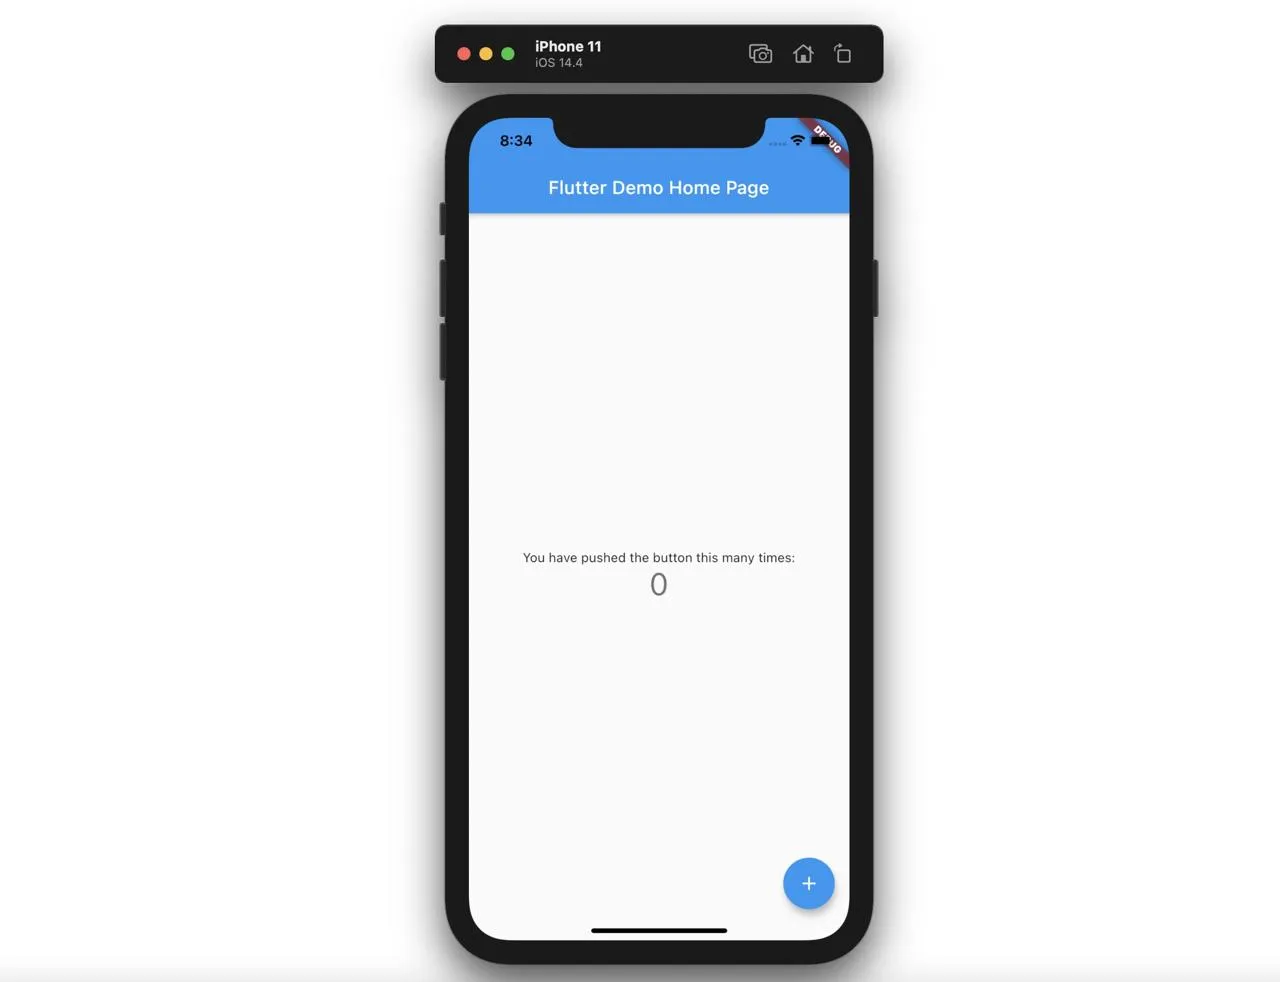 iPhone 11
iOS 14.4
8:34
DEBUG
Flutter Demo Home Page
You have pushed the button this many times:
0
+